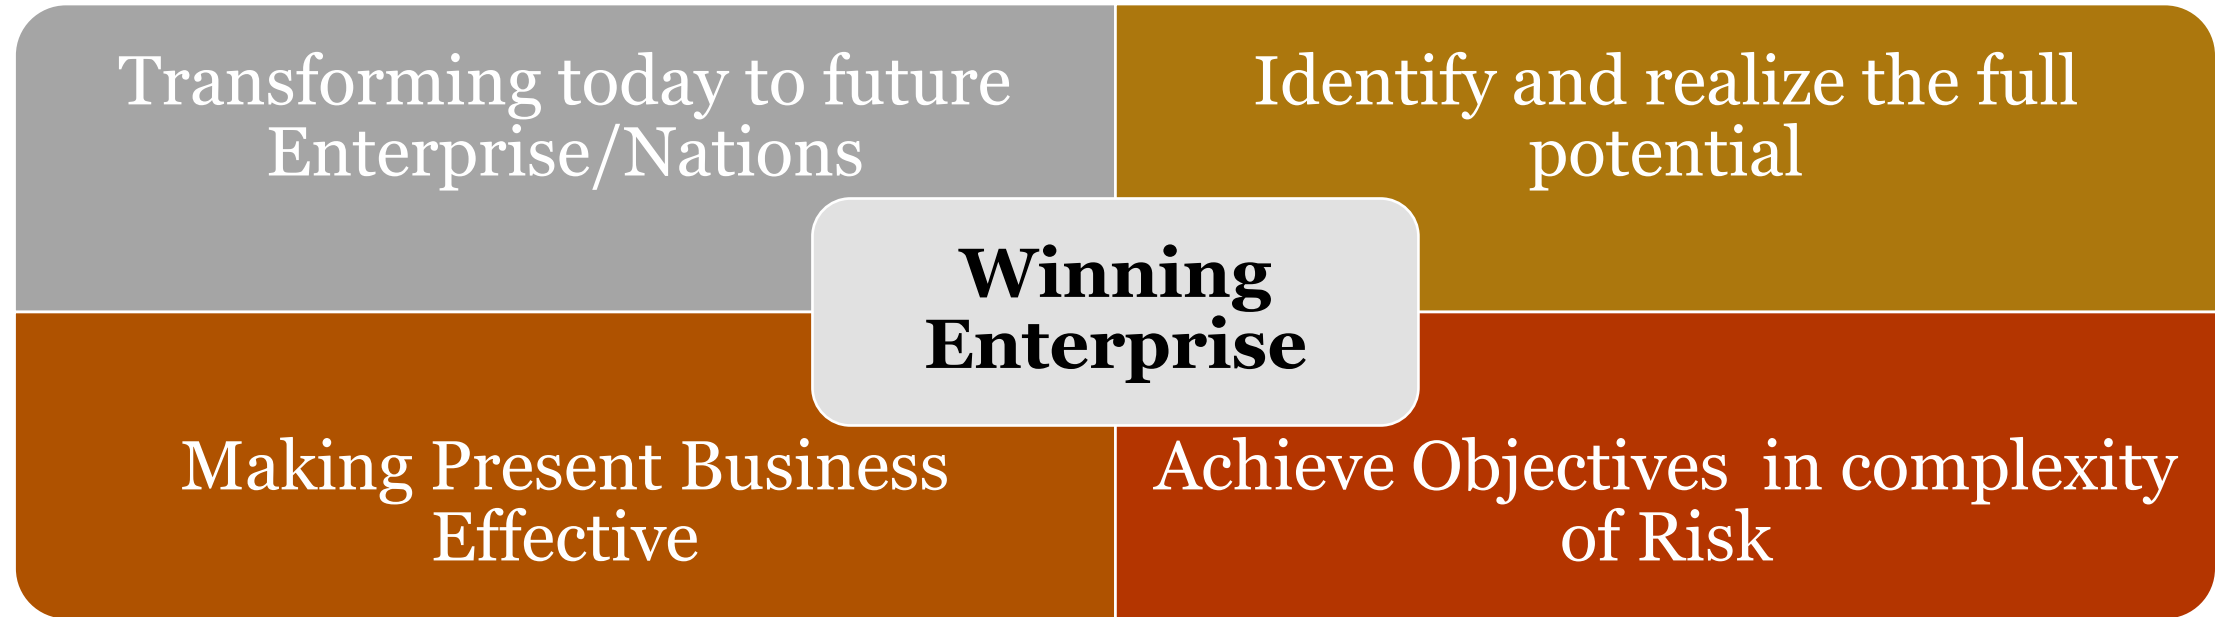 Transforming today to future
Enterprise/Nations
Identify and realize the full
potential
Winning
Enterprise
Making Present Business
Effective
Achieve Objectives  in complexity
of Risk